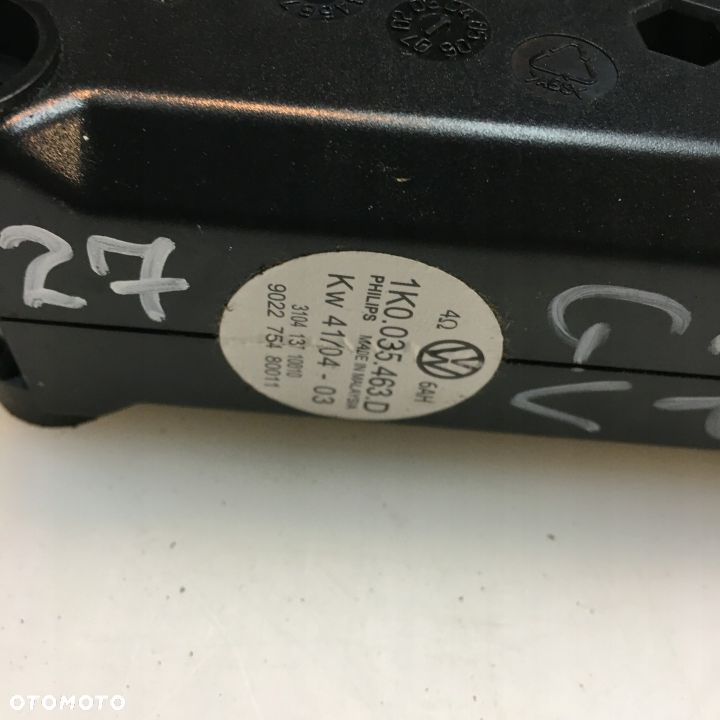 27
4Ω
6AH
1K0.035.463.D
PHILIPS MADE IN MALAYSIA
Kw 41/04 - 03
3104 137 10810
9022 754 80011
OTOMOTO